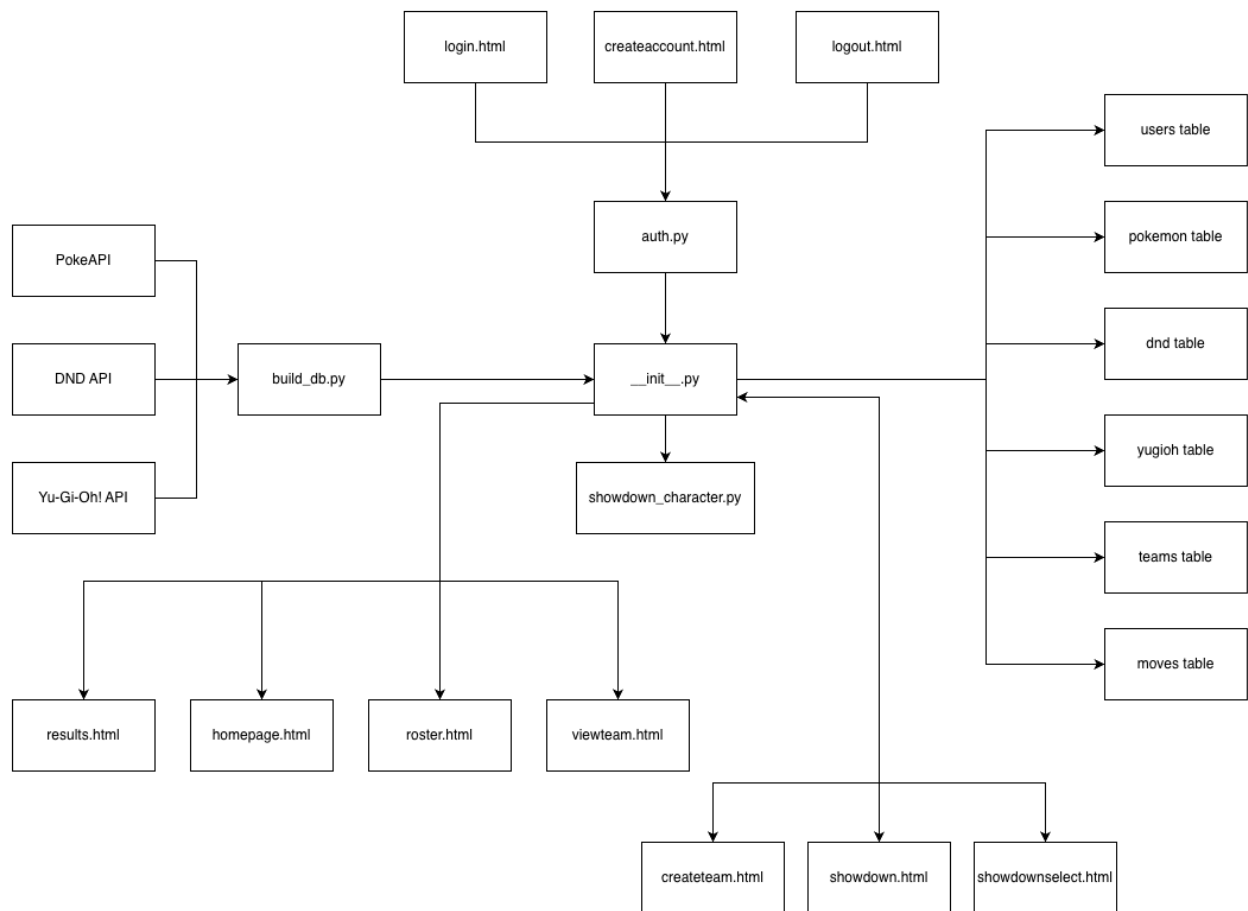 login.html
createaccount.html
logout.html
users table
auth.py
pokemon table
PokeAPI
DND API
build_db.py
__init__.py
dnd table
Yu-Gi-Oh! API
showdown_character.py
yugioh table
teams table
moves table
results.html
homepage.html
roster.html
viewteam.html
createteam.html
showdown.html
showdownselect.html